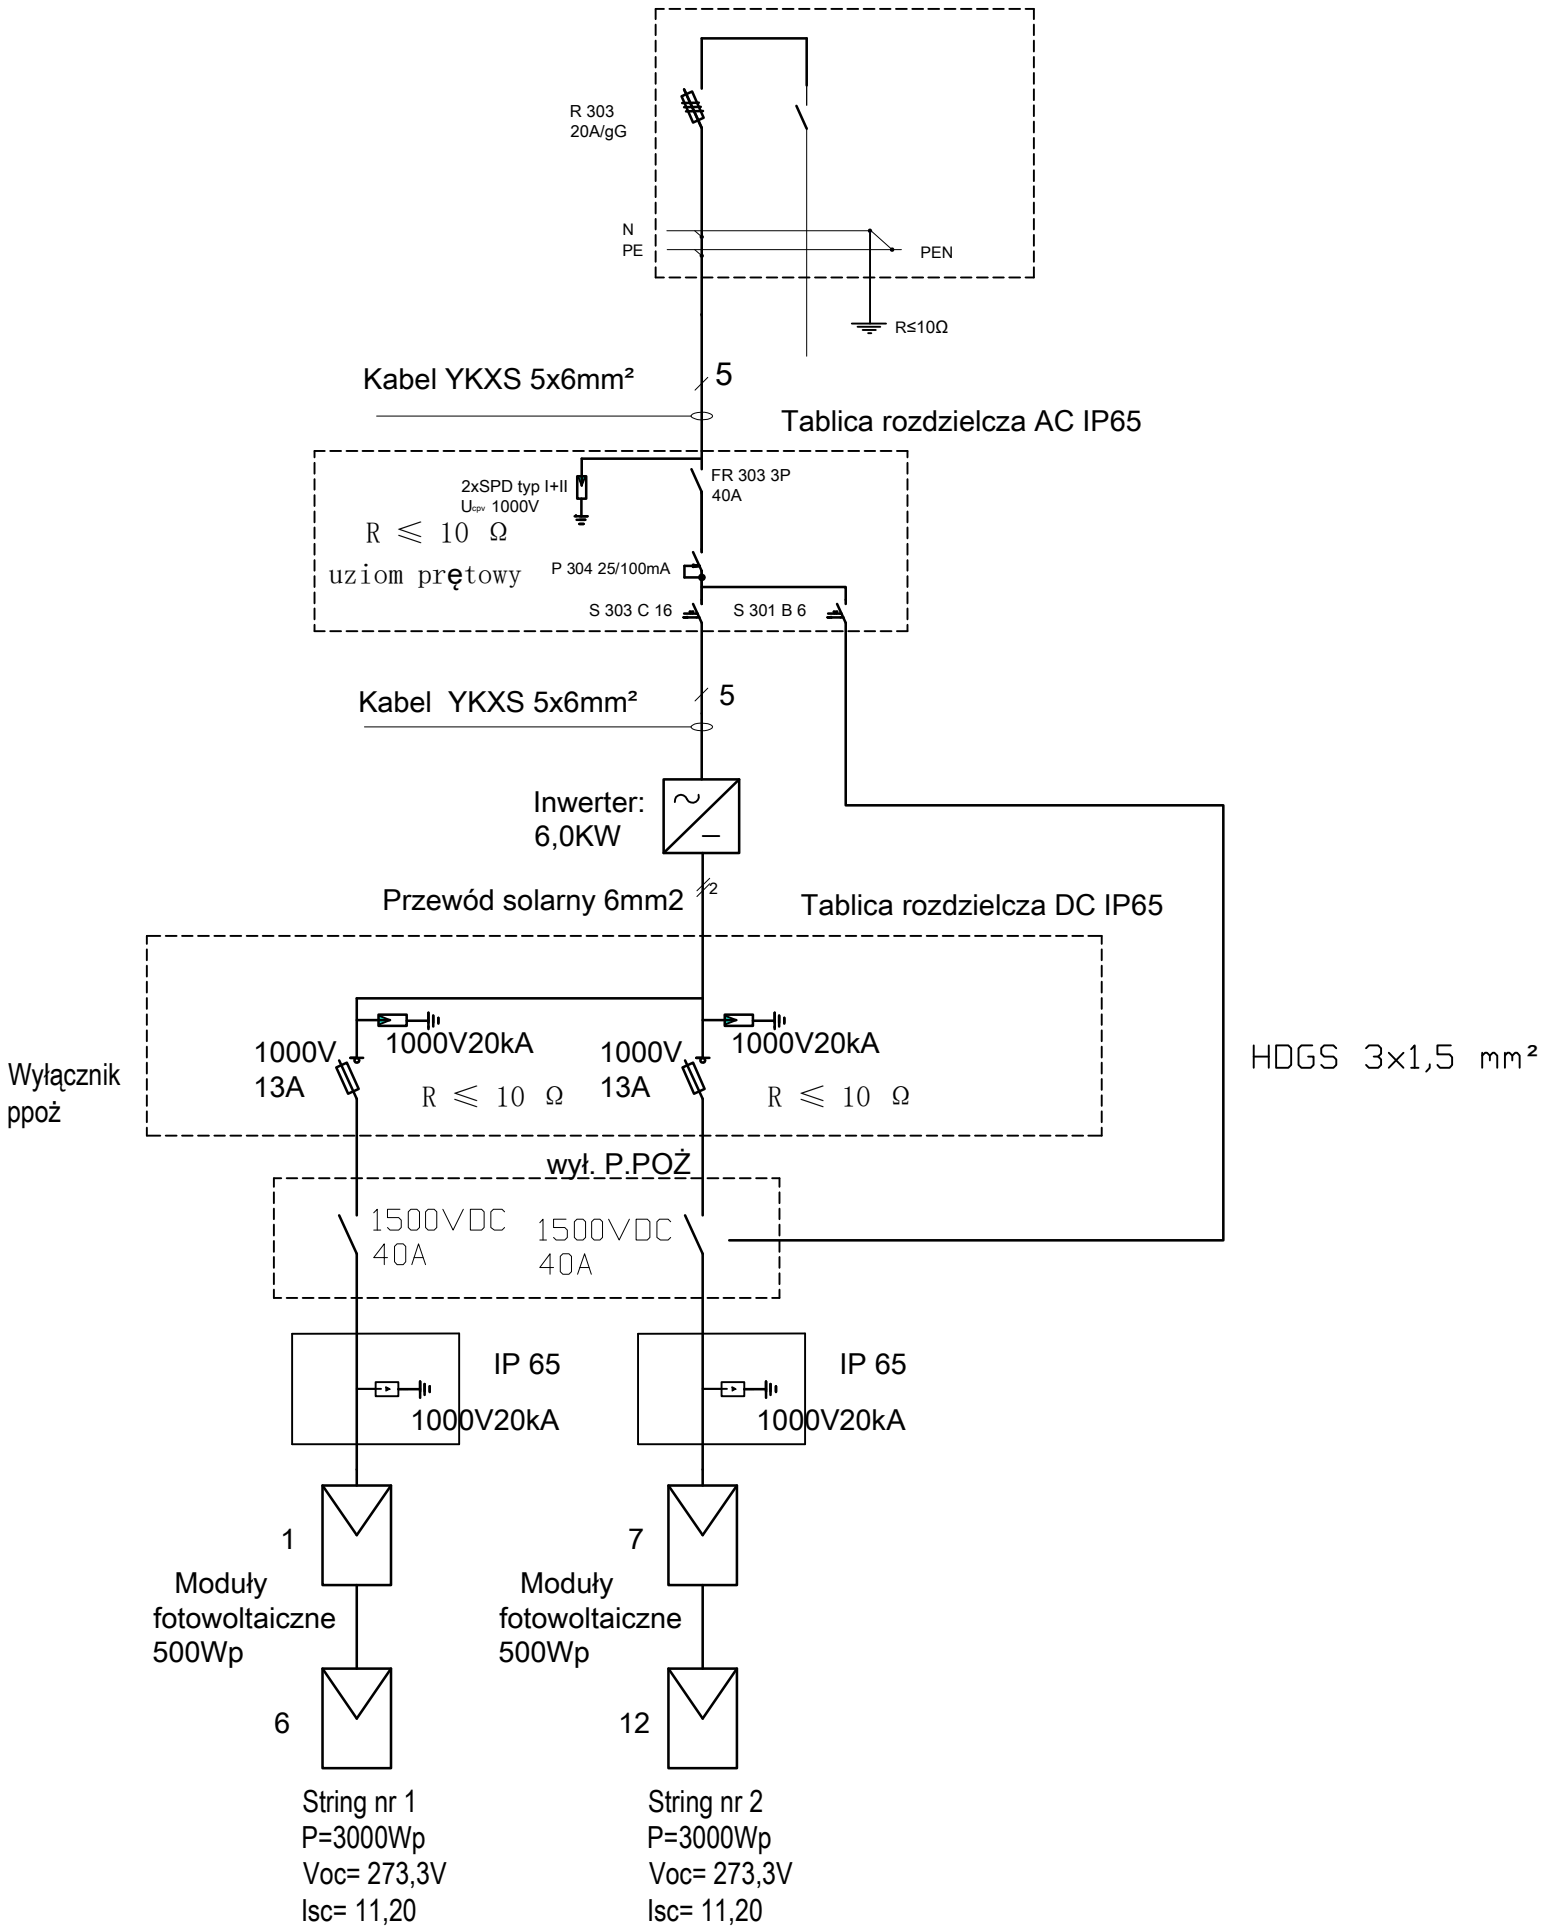 R 303
20A/gG
N
PE
PEN
R≤10Ω
Kabel YKXS 5x6mm²
5
Tablica rozdzielcza AC IP65
2xSPD typ I+II
Ucpv 1000V
FR 303 3P
40A
R ≤ 10 Ω
uziom prętowy
P 304 25/100mA
S 303 C 16
S 301 B 6
Kabel YKXS 5x6mm²
5
Inwerter:
6,0KW
~
–
Przewód solarny 6mm2
2
Tablica rozdzielcza DC IP65
1000V
13A
1000V20kA
R ≤ 10 Ω
1000V
13A
1000V20kA
R ≤ 10 Ω
Wyłącznik
ppoż
HDGS 3x1,5 mm²
wył. P.POŻ
1500VDC
40A
1500VDC
40A
IP 65
1000V20kA
IP 65
1000V20kA
1
Moduły
fotowoltaiczne
500Wp
6
7
Moduły
fotowoltaiczne
500Wp
12
String nr 1
P=3000Wp
Voc= 273,3V
Isc= 11,20
String nr 2
P=3000Wp
Voc= 273,3V
Isc= 11,20